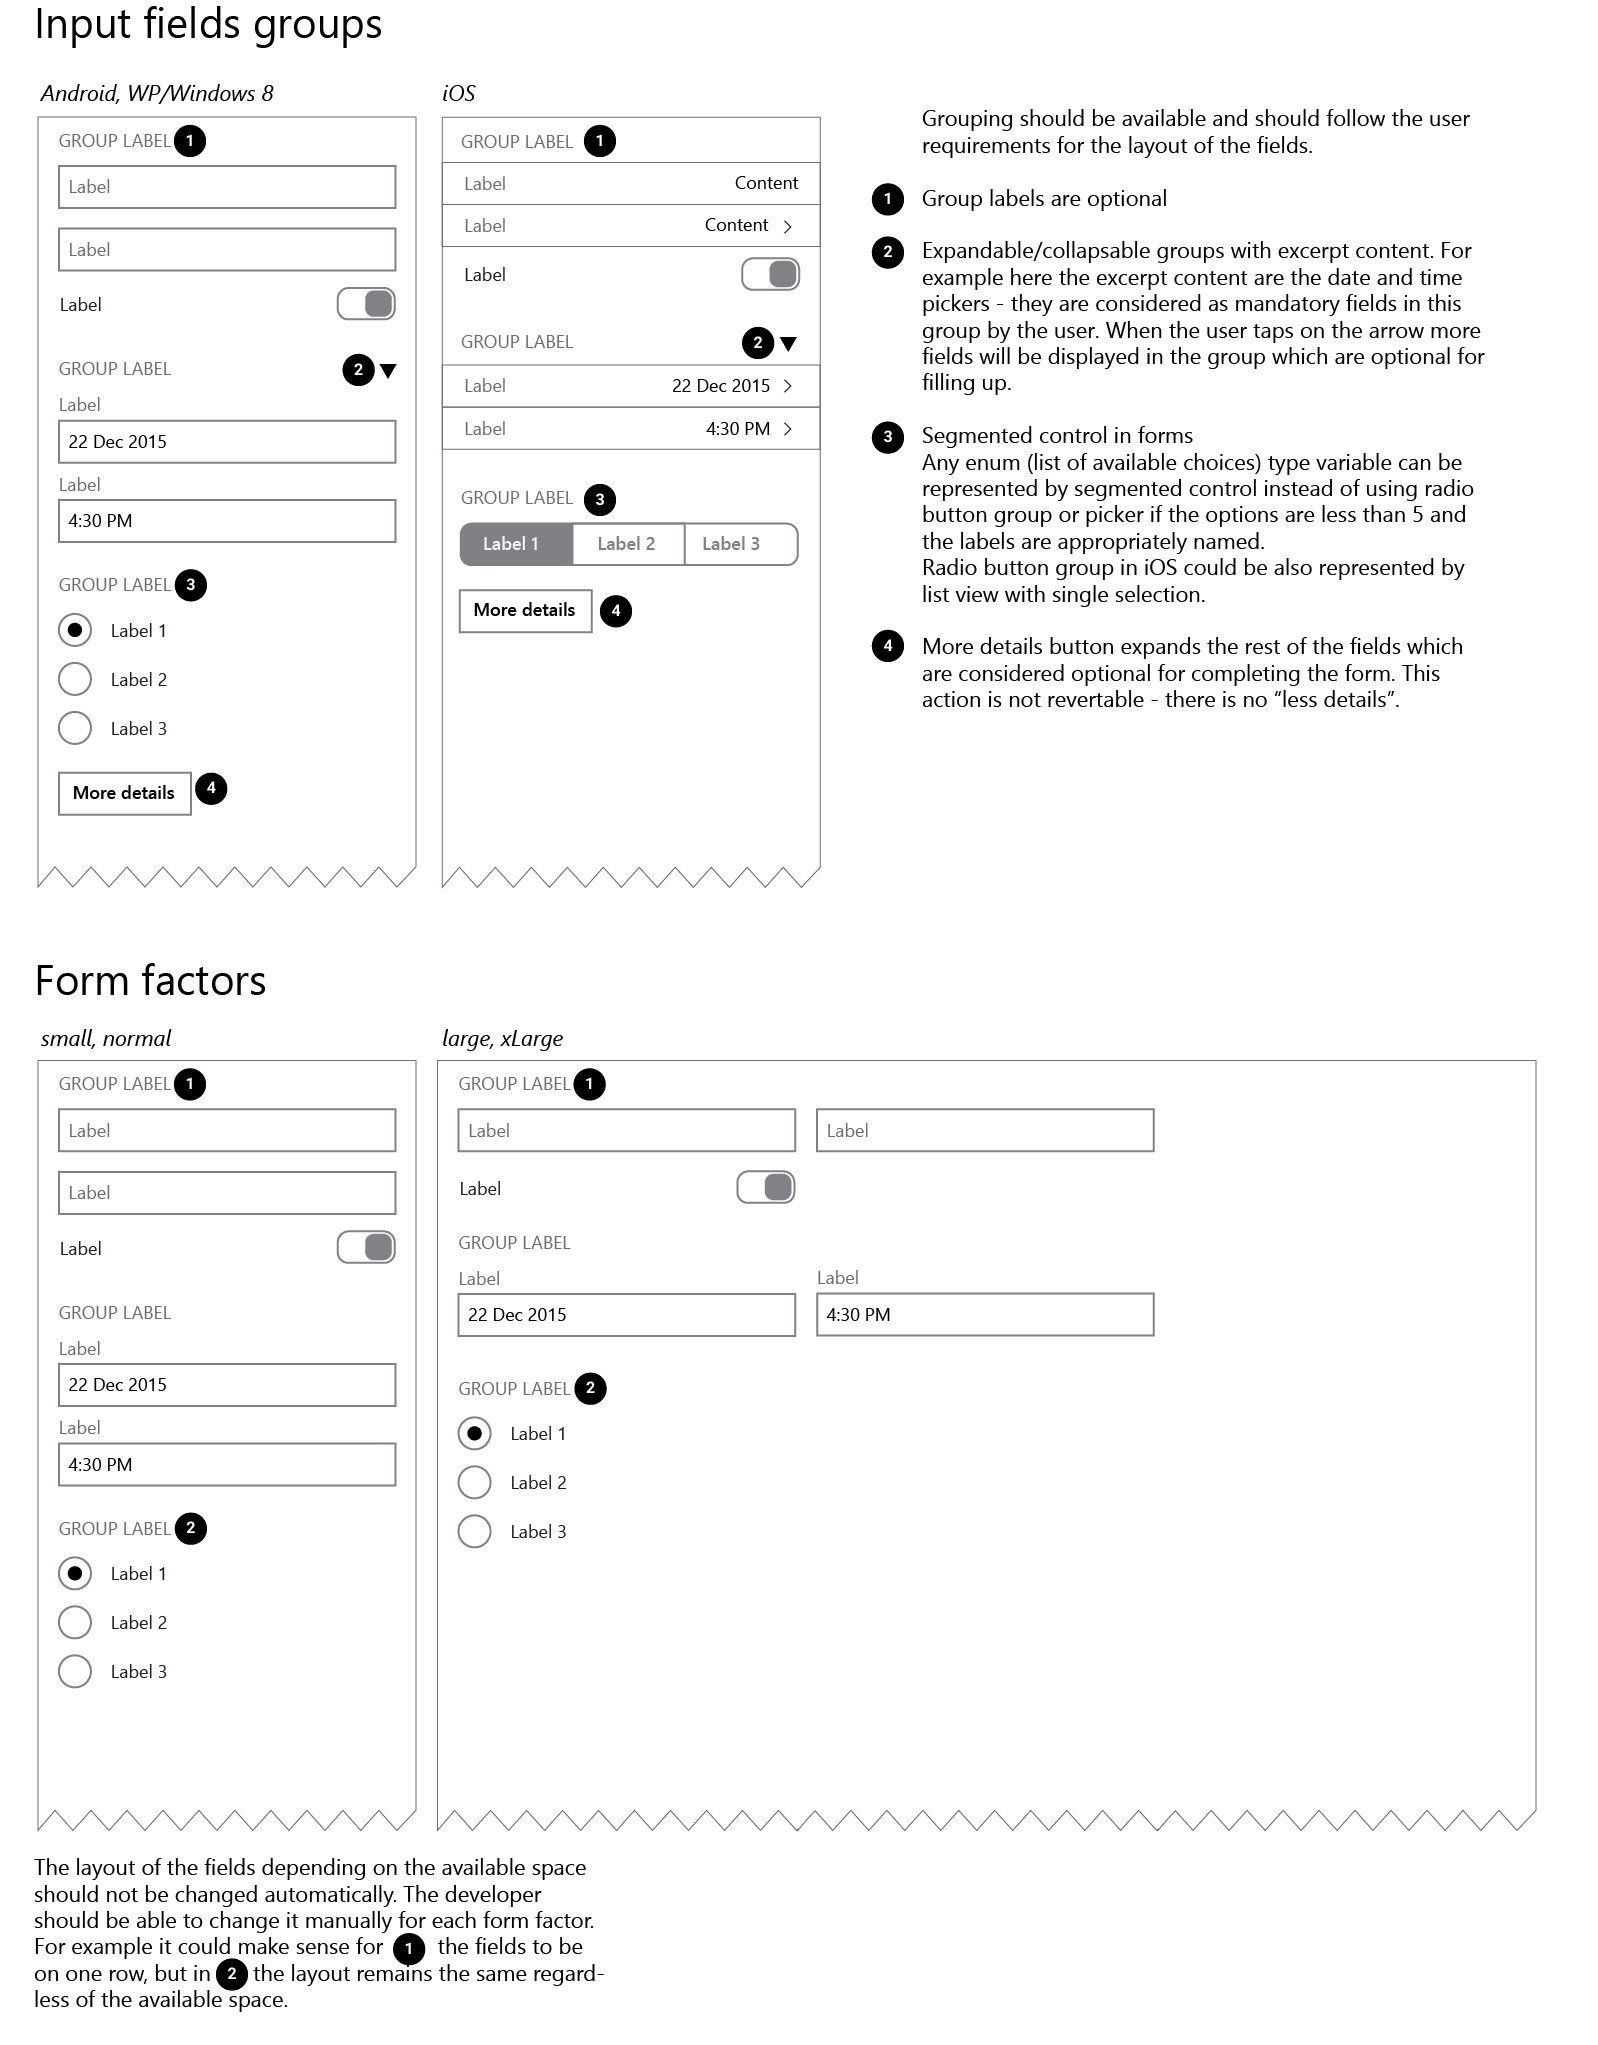 Input fields groups
Android, WP/Windows 8
GROUP LABEL 1
Label
Label
Label
GROUP LABEL 2
Label
22 Dec 2015
Label
4:30 PM
GROUP LABEL 3
Label 1
Label 2
Label 3
More details 4
iOS
GROUP LABEL 1
Label Content
Label Content
Label
GROUP LABEL 2
Label 22 Dec 2015
Label 4:30 PM
GROUP LABEL 3
Label 1 Label 2 Label 3
More details 4
Grouping should be available and should follow the user
requirements for the layout of the fields.
1 Group labels are optional
2 Expandable/collapsable groups with excerpt content. For
example here the excerpt content are the date and time
pickers - they are considered as mandatory fields in this
group by the user. When the user taps on the arrow more
fields will be displayed in the group which are optional for
filling up.
3 Segmented control in forms
Any enum (list of available choices) type variable can be
represented by segmented control instead of using radio
button group or picker if the options are less than 5 and
the labels are appropriately named.
Radio button group in iOS could be also represented by
list view with single selection.
4 More details button expands the rest of the fields which
are considered optional for completing the form. This
action is not revertable - there is no “less details”.
Form factors
small, normal
GROUP LABEL 1
Label
Label
Label
GROUP LABEL
Label
22 Dec 2015
Label
4:30 PM
GROUP LABEL 2
Label 1
Label 2
Label 3
large, xLarge
GROUP LABEL 1
Label Label
Label
GROUP LABEL
Label Label
22 Dec 2015 4:30 PM
GROUP LABEL 2
Label 1
Label 2
Label 3
The layout of the fields depending on the available space
should not be changed automatically. The developer
should be able to change it manually for each form factor.
For example it could make sense for 1 the fields to be
on one row, but in 2 the layout remains the same regard-
less of the available space.